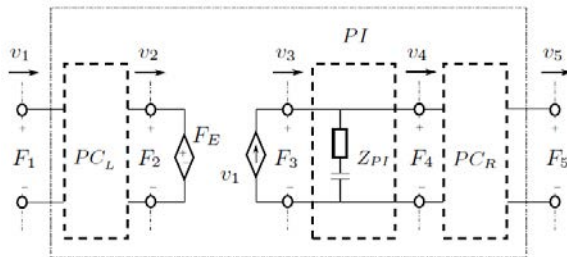 PI
v1 v2 v3 v4 v5
+ + + + +
F1 PCL F2 FE v1 F3 ZPI F4 PCR F5
- - - - -